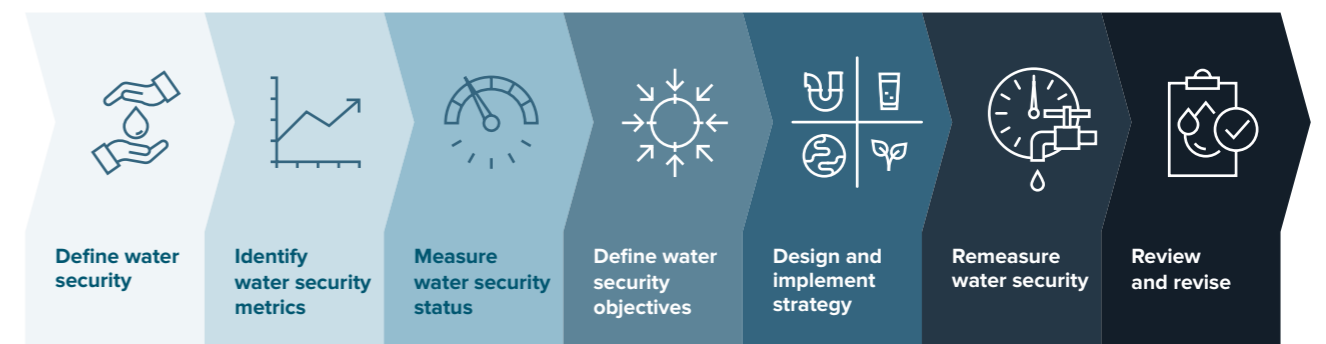 Define water
security
Identify
water security
metrics
Measure
water security
status
Define water
security
objectives
Design and
implement
strategy
Remeasure
water security
Review
and revise